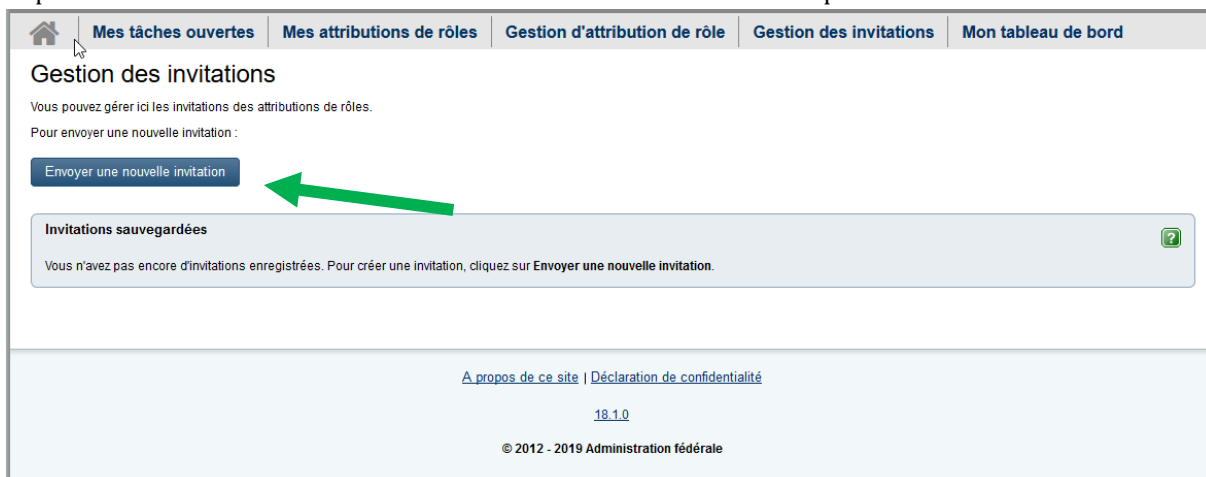 Mes tâches ouvertes Mes attributions de rôles Gestion d'attribution de rôle Gestion des invitations Mon tableau de bord
Gestion des invitations
Vous pouvez gérer ici les invitations des attributions de rôles.
Pour envoyer une nouvelle invitation :
Envoyer une nouvelle invitation
Invitations sauvegardées
?
Vous n'avez pas encore d'invitations enregistrées. Pour créer une invitation, cliquez sur Envoyer une nouvelle invitation.
A propos de ce site | Déclaration de confidentialité
18.1.0
© 2012 - 2019 Administration fédérale